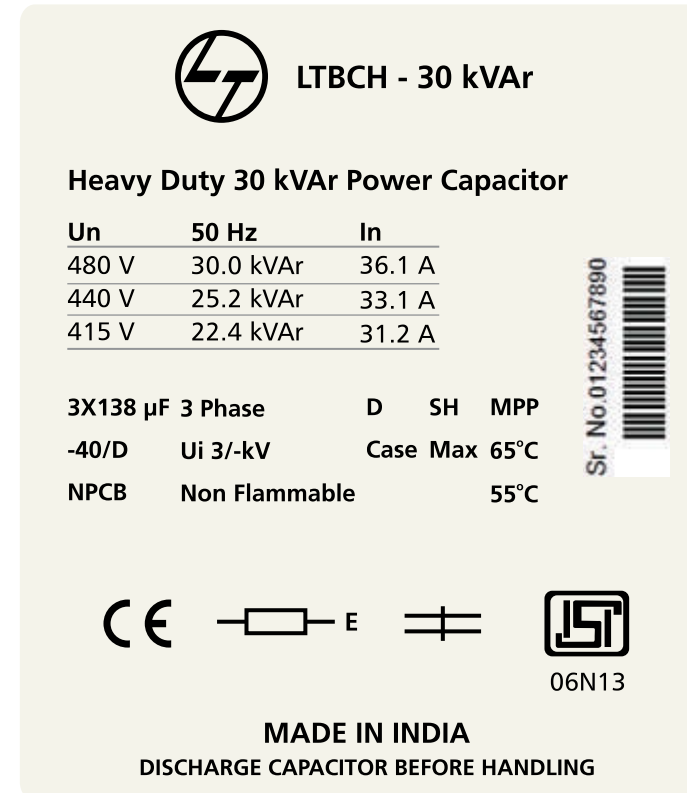 LTBCH - 30 kVAr
Heavy Duty 30 kVAr Power Capacitor
Un 50 Hz In
480 V 30.0 kVAr 36.1 A
440 V 25.2 kVAr 33.1 A
415 V 22.4 kVAr 31.2 A
Sr. No.01234567890
3X138 µF 3 Phase D SH MPP
-40/D Ui 3/-kV Case Max 65°C
NPCB Non Flammable 55°C
CE E ISI
06N13
MADE IN INDIA
DISCHARGE CAPACITOR BEFORE HANDLING